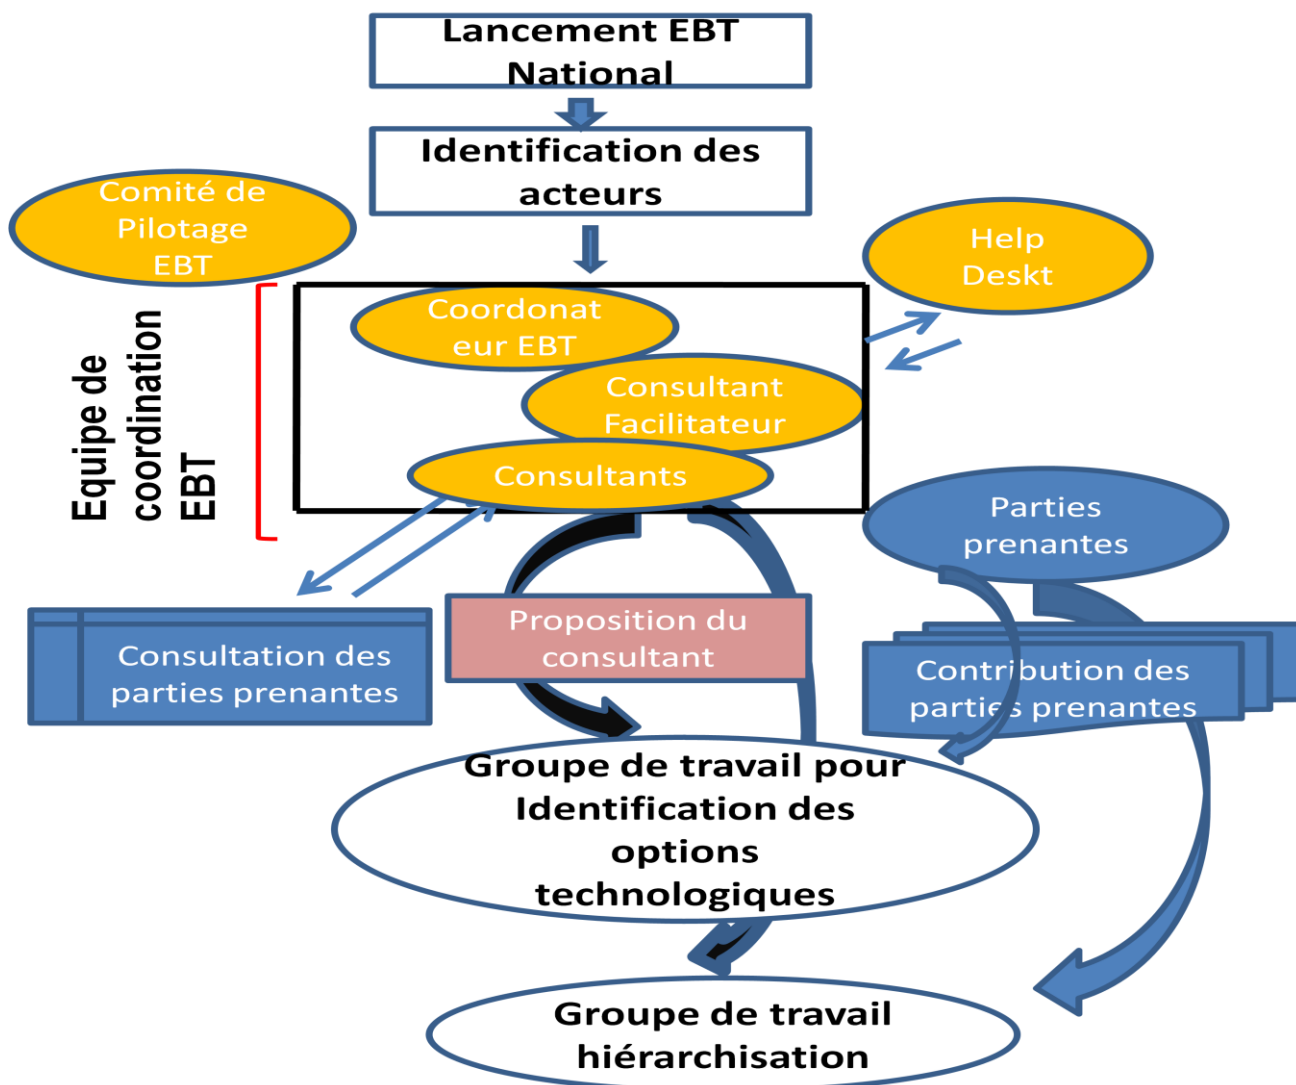 Lancement EBT
National
Identification des
acteurs
Comité de
Pilotage
EBT
Help
Deskt
Equipe de
coordination
EBT
Coordonat
eur EBT
Consultant
Facilitateur
Consultants
Parties
prenantes
Consultation des
parties prenantes
Proposition du
consultant
Contribution des
parties prenantes
Groupe de travail pour
Identification des
options
technologiques
Groupe de travail
hiérarchisation